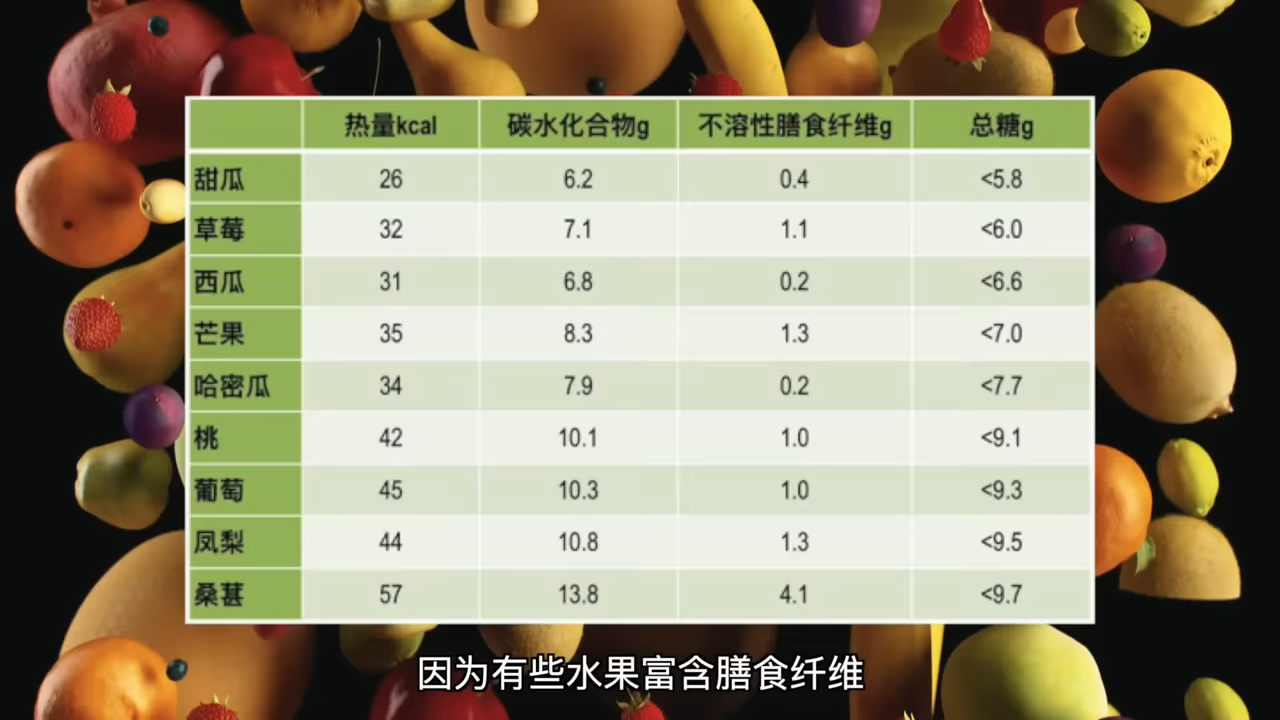 热量kcal 碳水化合物g 不溶性膳食纤维g 总糖g
甜瓜 26 6.2 0.4 <5.8
草莓 32 7.1 1.1 <6.0
西瓜 31 6.8 0.2 <6.6
芒果 35 8.3 1.3 <7.0
哈密瓜 34 7.9 0.2 <7.7
桃 42 10.1 1.0 <9.1
葡萄 45 10.3 1.0 <9.3
凤梨 44 10.8 1.3 <9.5
桑葚 57 13.8 4.1 <9.7
因为有些水果富含膳食纤维